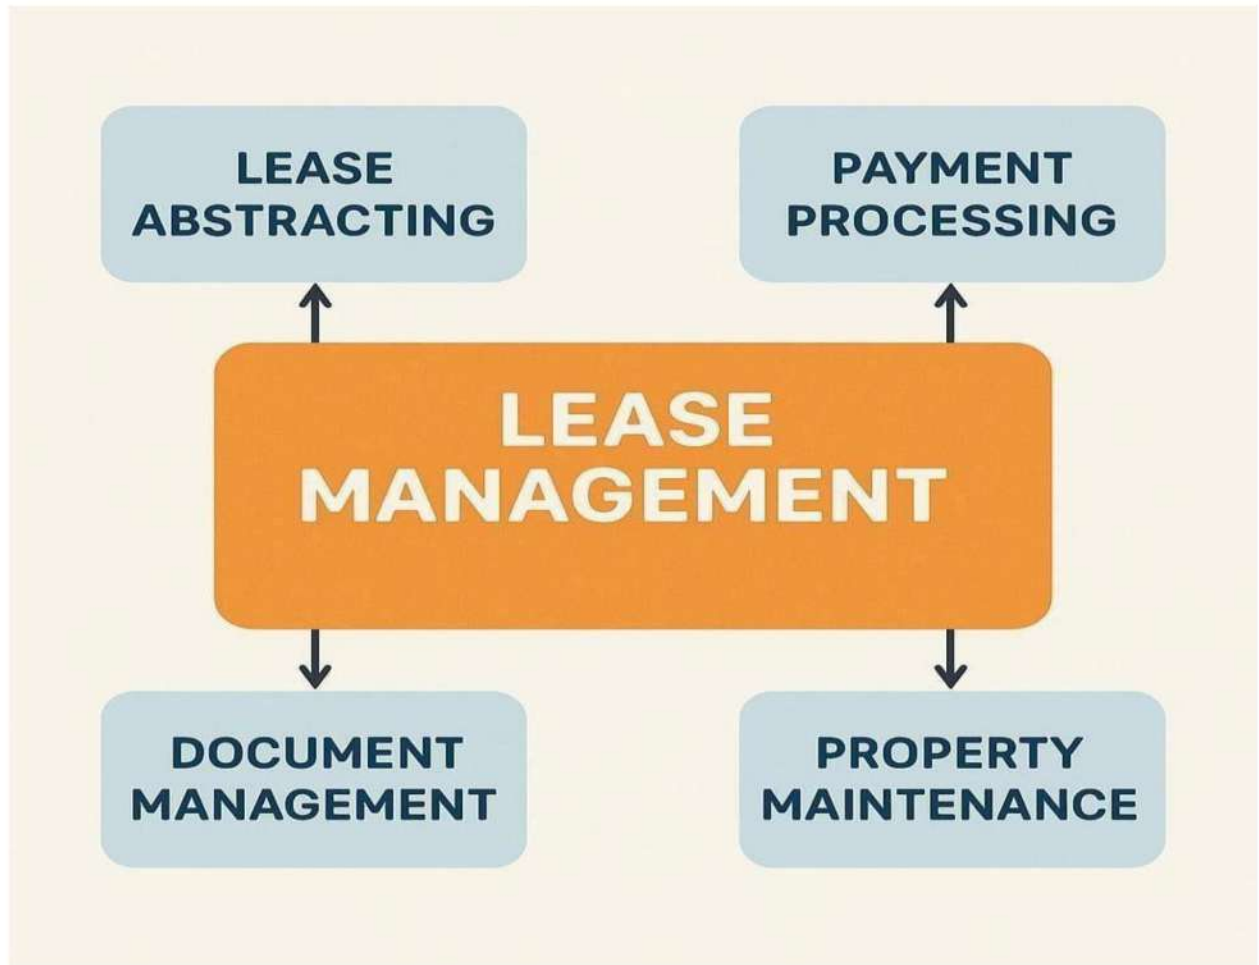 LEASE
ABSTRACTING
PAYMENT
PROCESSING
LEASE
MANAGEMENT
DOCUMENT
MANAGEMENT
PROPERTY
MAINTENANCE